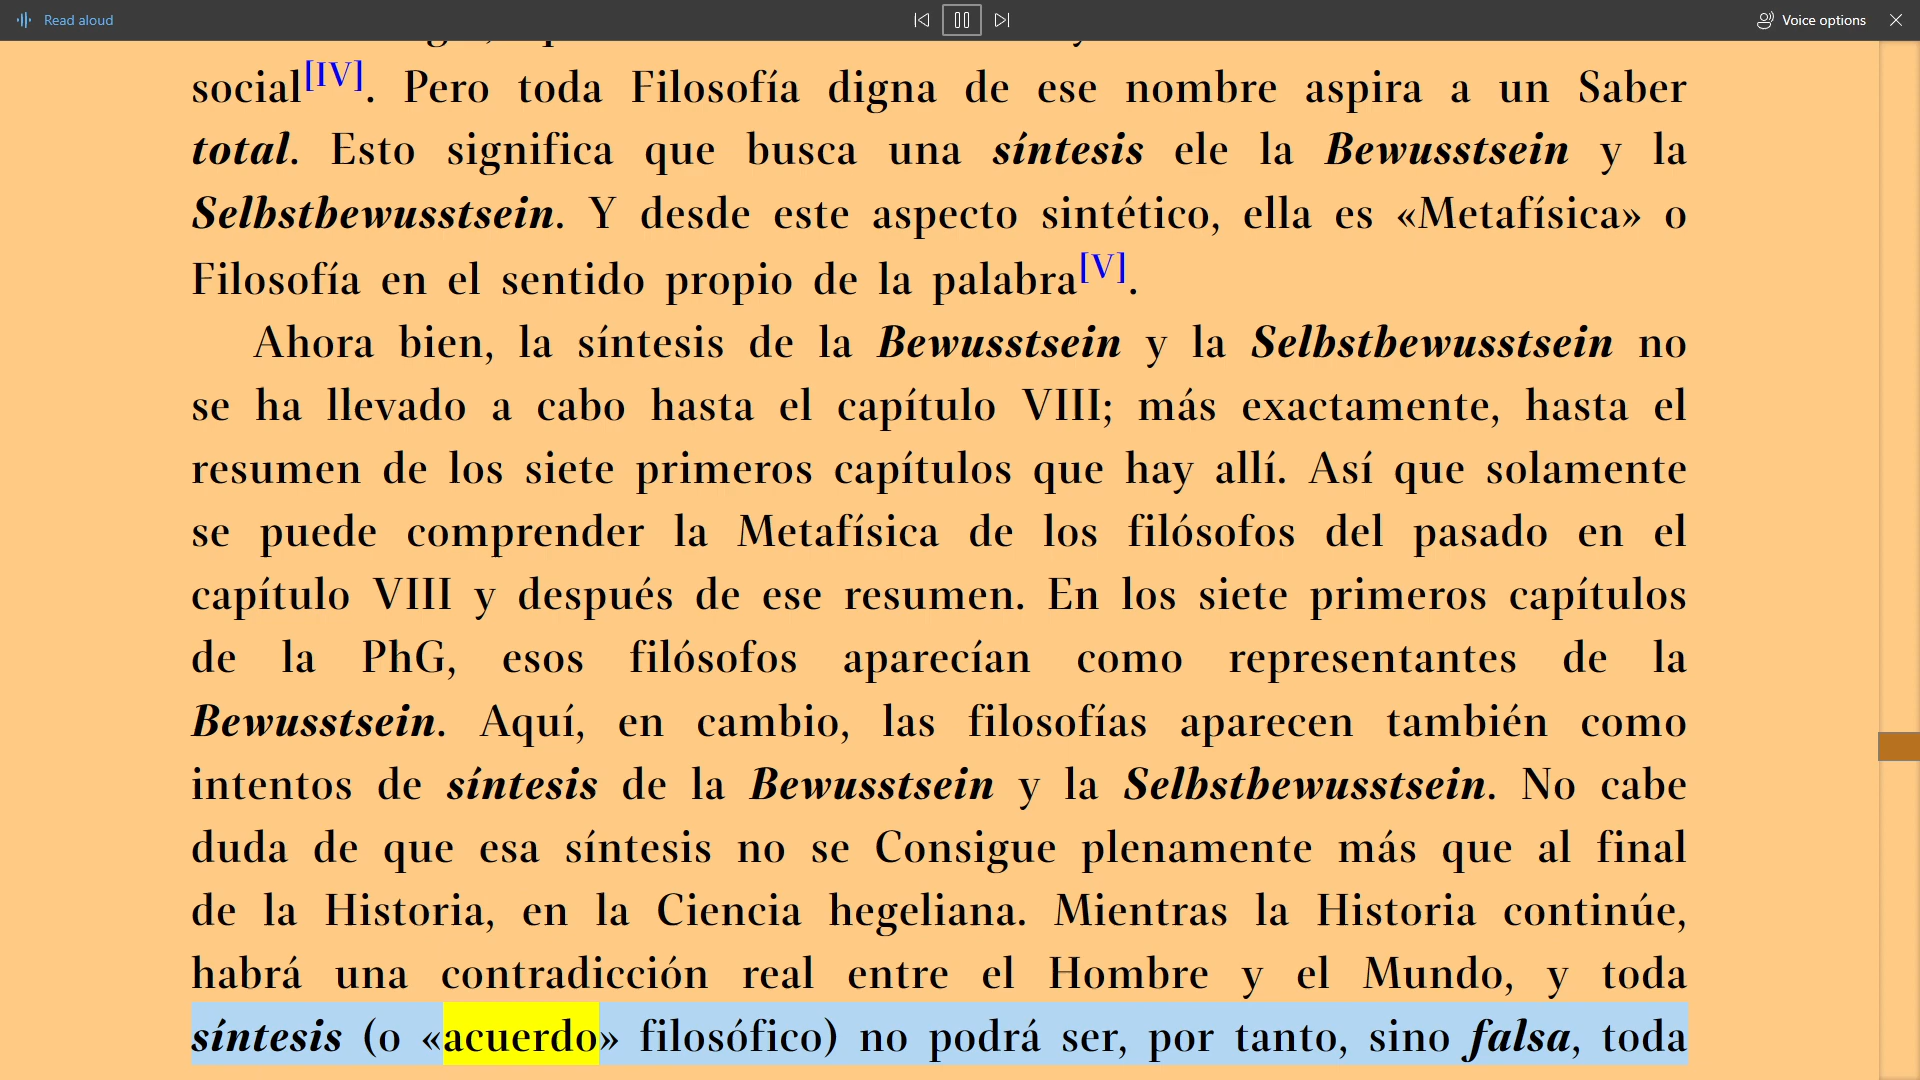 Read aloud
Voice options
social[IV]. Pero toda Filosofía digna de ese nombre aspira a un Saber
total. Esto significa que busca una síntesis ele la Bewusstsein y la
Selbstbewusstsein. Y desde este aspecto sintético, ella es «Metafísica» o
Filosofía en el sentido propio de la palabra[V].
Ahora bien, la síntesis de la Bewusstsein y la Selbstbewusstsein no
se ha llevado a cabo hasta el capítulo VIII; más exactamente, hasta el
resumen de los siete primeros capítulos que hay allí. Así que solamente
se puede comprender la Metafísica de los filósofos del pasado en el
capítulo VIII y después de ese resumen. En los siete primeros capítulos
de la PhG, esos filósofos aparecían como representantes de la
Bewusstsein. Aquí, en cambio, las filosofías aparecen también como
intentos de síntesis de la Bewusstsein y la Selbstbewusstsein. No cabe
duda de que esa síntesis no se Consigue plenamente más que al final
de la Historia, en la Ciencia hegeliana. Mientras la Historia continúe,
habrá una contradicción real entre el Hombre y el Mundo, y toda
síntesis (o «acuerdo» filosófico) no podrá ser, por tanto, sino falsa, toda